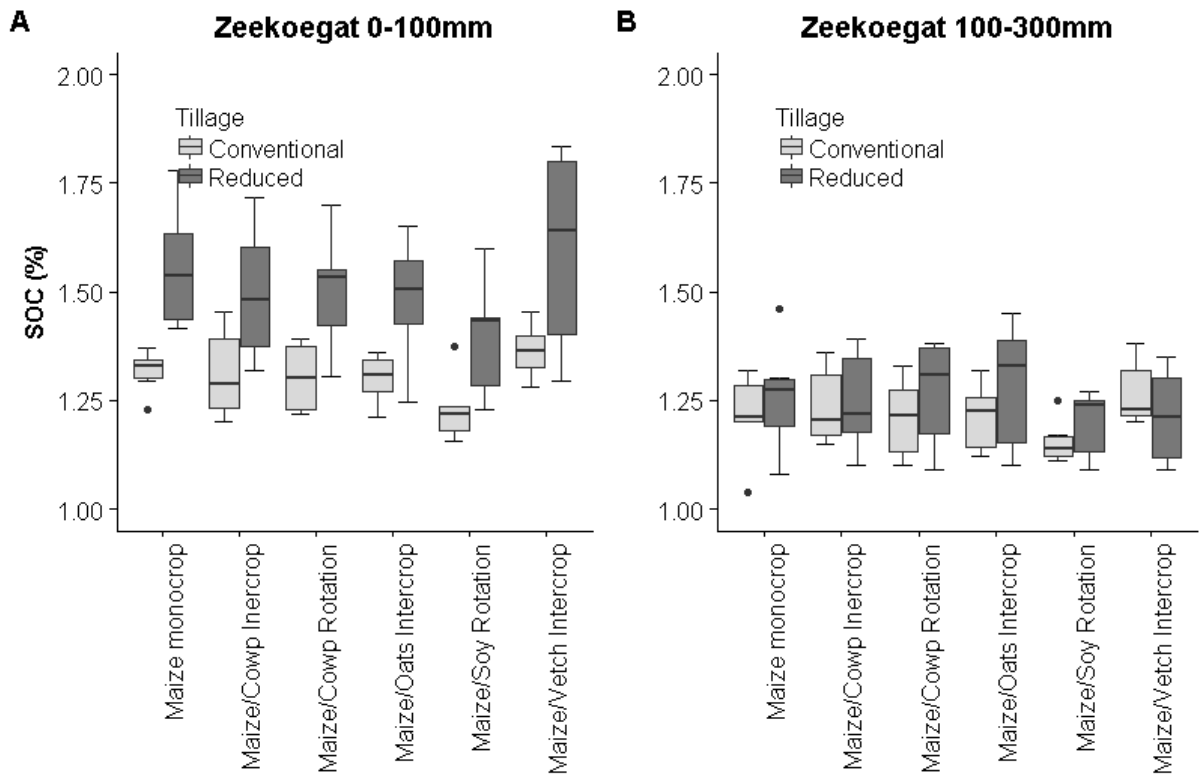 A
Zeekoegat 0-100mm
SOC (%)
2.00
1.75
1.50
1.25
1.00
Tillage
Conventional
Reduced
Maize monocrop
Maize/Cowp Inercrop
Maize/Cowp Rotation
Maize/Oats Intercrop
Maize/Soy Rotation
Maize/Vetch Intercrop
B
Zeekoegat 100-300mm
2.00
1.75
1.50
1.25
1.00
Tillage
Conventional
Reduced
Maize monocrop
Maize/Cowp Inercrop
Maize/Cowp Rotation
Maize/Oats Intercrop
Maize/Soy Rotation
Maize/Vetch Intercrop